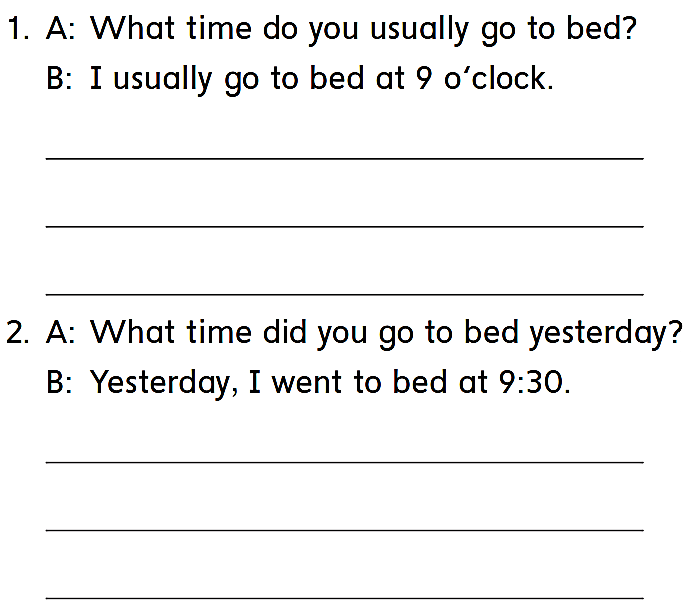 1. A: What time do you usually go to bed?
B: I usually go to bed at 9 o'clock.
2. A: What time did you go to bed yesterday?
B: Yesterday, I went to bed at 9:30.